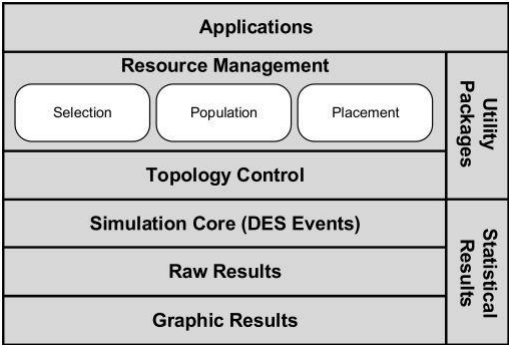 Applications
Resource Management
Selection
Population
Placement
Utility
Packages
Topology Control
Simulation Core (DES Events)
Raw Results
Graphic Results
Statistical
Results